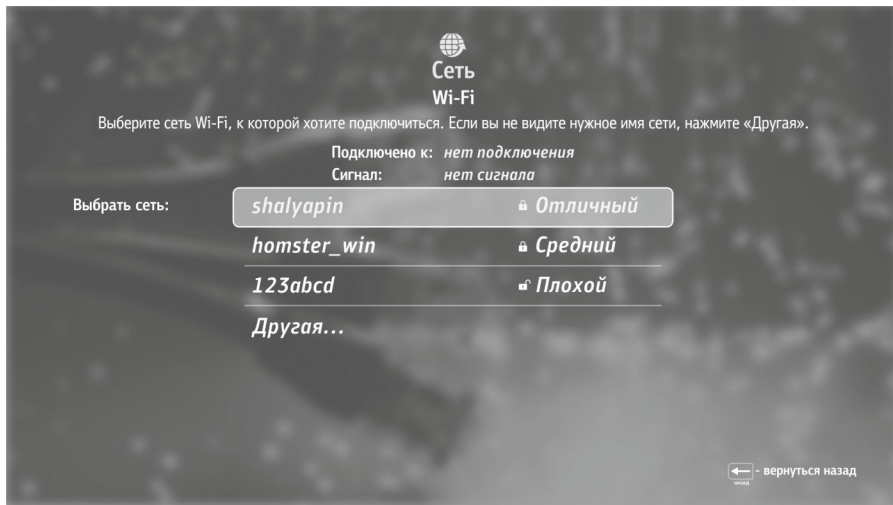 Сеть
Wi-Fi
Выберите сеть Wi-Fi, к которой хотите подключиться. Если вы не видите нужное имя сети, нажмите «Другая».
Подключено к: нет подключения
Сигнал: нет сигнала
Выбрать сеть: shalyapin Отличный
homster_win Средний
123abcd Плохой
Другая...
- вернуться назад
НАЗАД